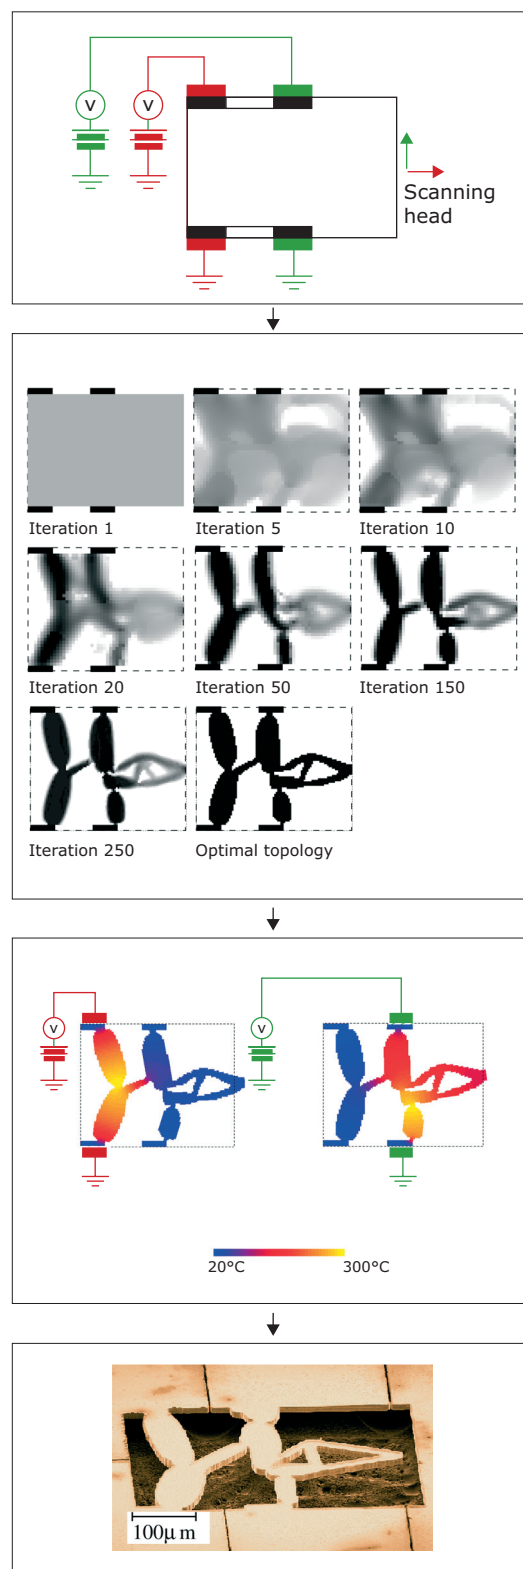 V
V
Scanning
head
Iteration 1
Iteration 5
Iteration 10
Iteration 20
Iteration 50
Iteration 150
Iteration 250
Optimal topology
V
V
20°C
300°C
100μ m